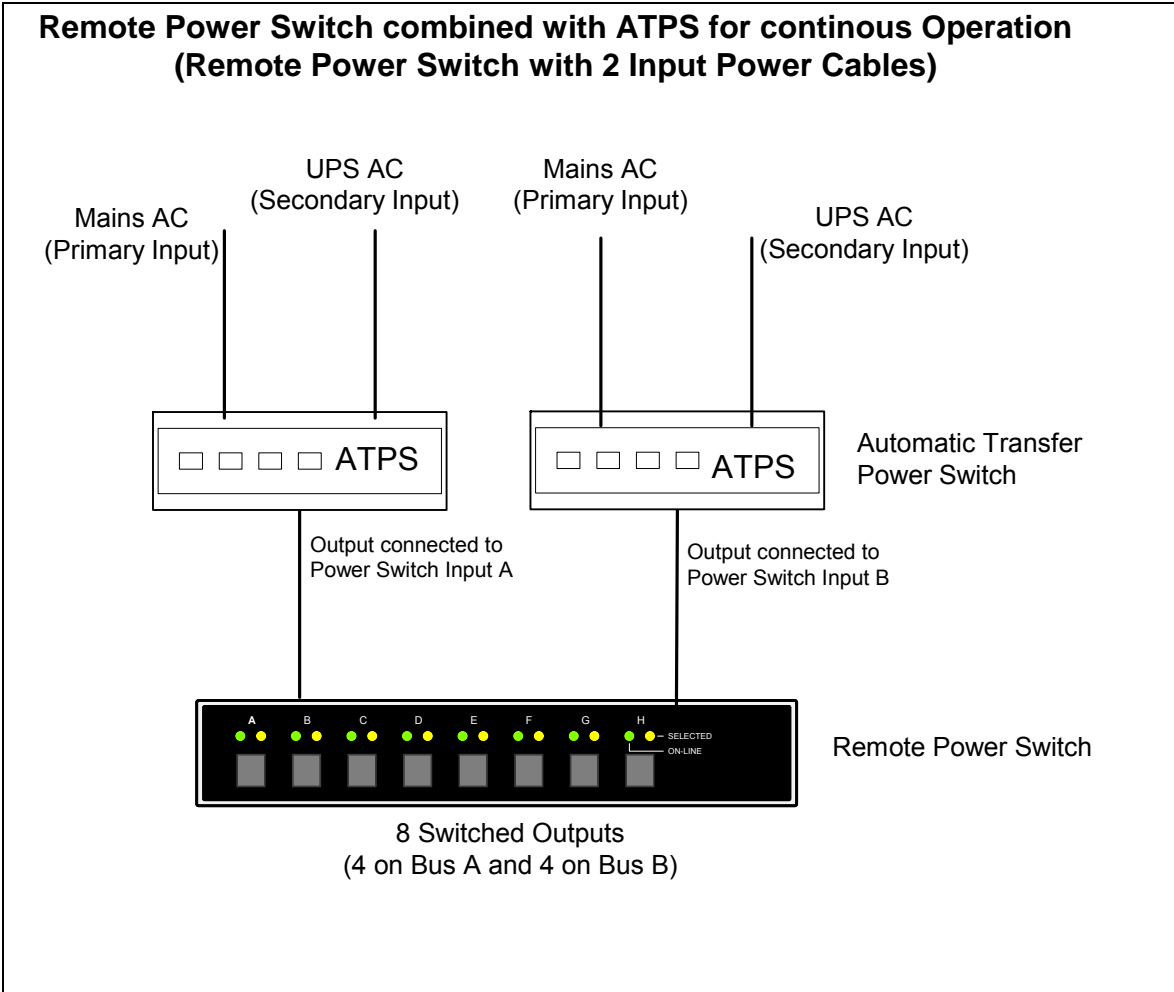 Remote Power Switch combined with ATPS for continous Operation
(Remote Power Switch with 2 Input Power Cables)
Mains AC
(Primary Input)
UPS AC
(Secondary Input)
Mains AC
(Primary Input)
UPS AC
(Secondary Input)
ATPS
ATPS
Automatic Transfer
Power Switch
Output connected to
Power Switch Input A
Output connected to
Power Switch Input B
A B C D E F G H
SELECTED
ON-LINE
Remote Power Switch
8 Switched Outputs
(4 on Bus A and 4 on Bus B)